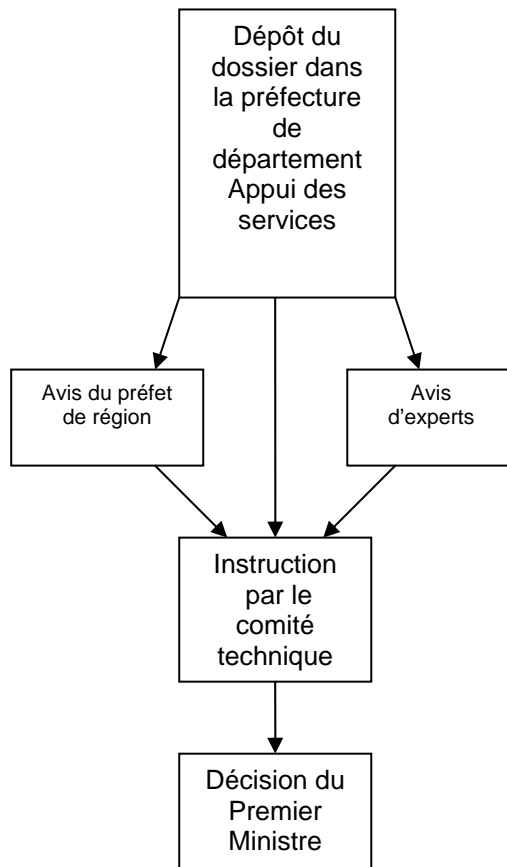 Dépôt du
dossier dans
la préfecture
de
département
Appui des
services
Avis du préfet
de région
Avis
d'experts
Instruction
par le
comité
technique
Décision du
Premier
Ministre